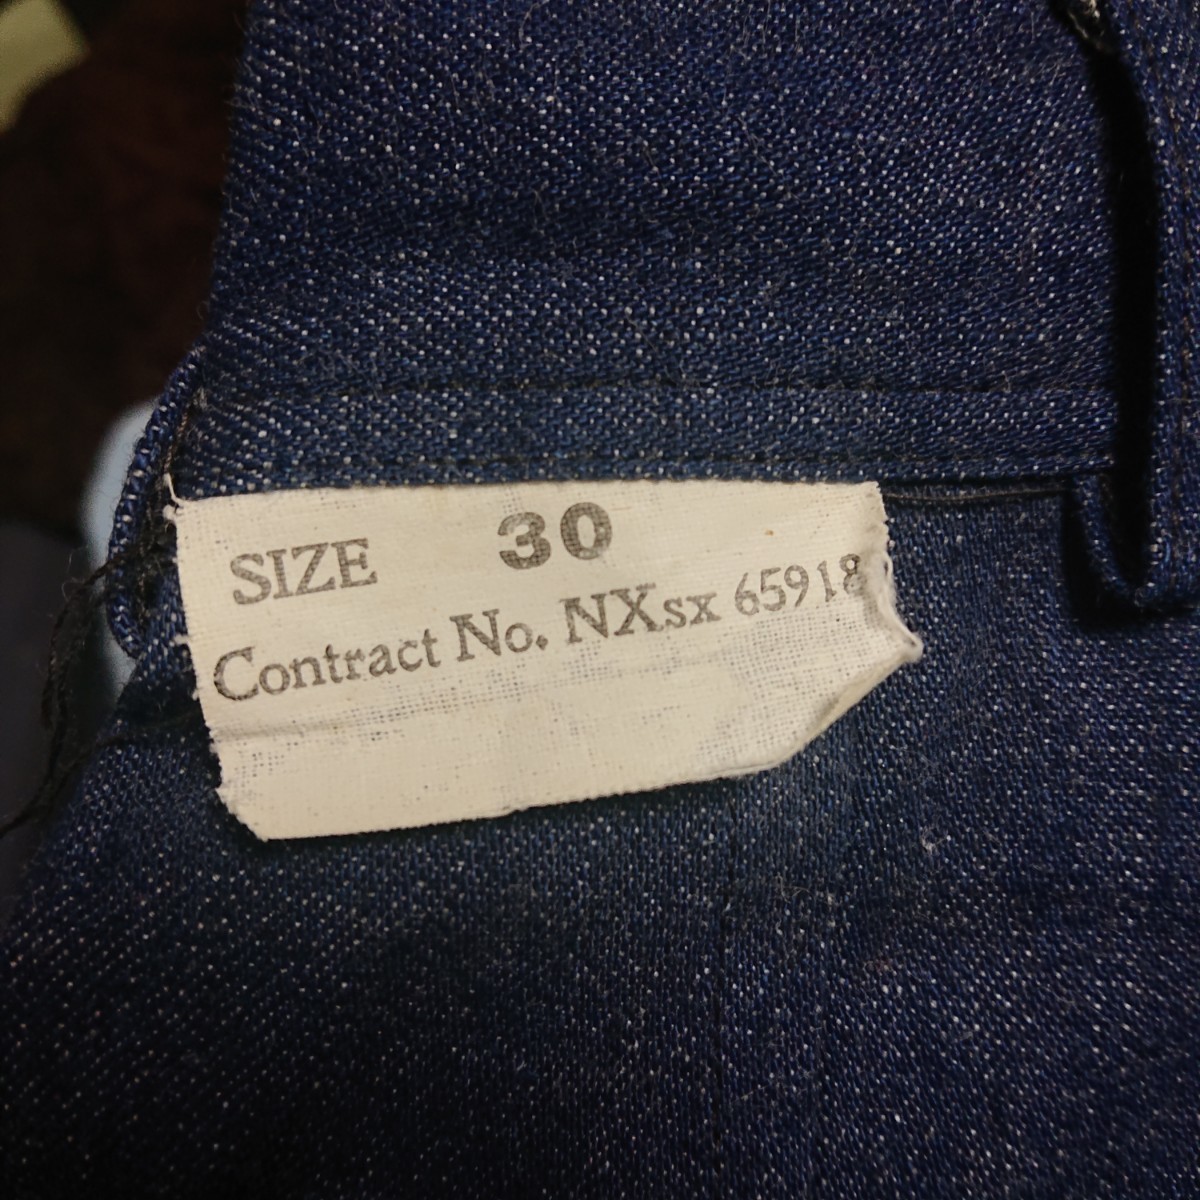 SIZE 30
Contract No. NXsx 65918